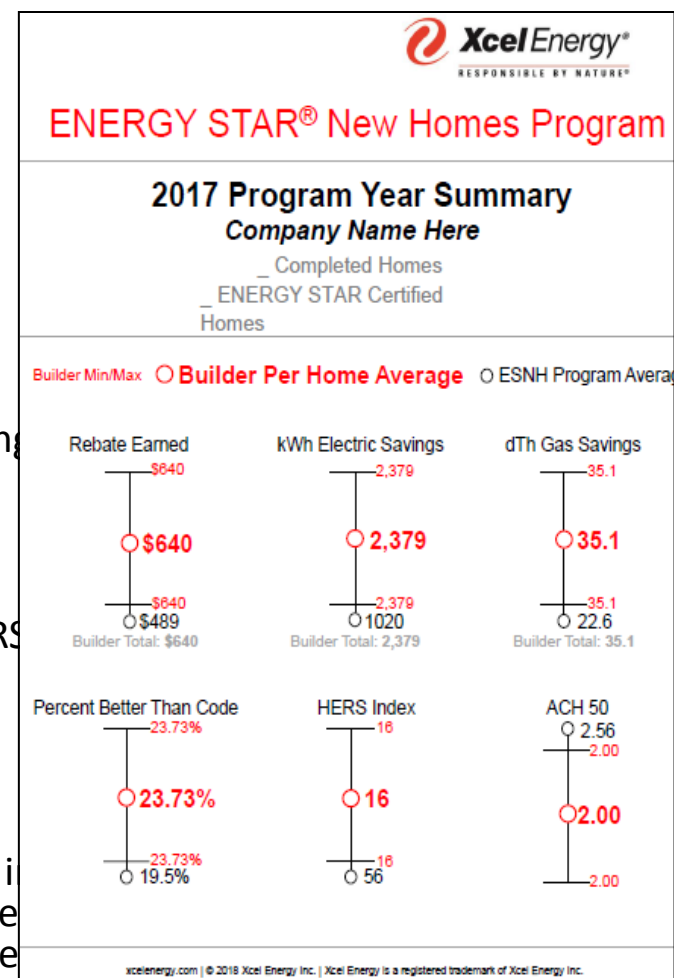 Xcel Energy®
RESPONSIBLE BY NATURE®
ENERGY STAR® New Homes Program
2017 Program Year Summary
Company Name Here
_ Completed Homes
_ ENERGY STAR Certified
Homes
Builder Min/Max Builder Per Home Average ESNH Program Averag
Rebate Earned kWh Electric Savings dTh Gas Savings
$640 2,379 35.1
$640 2,379 35.1
$640 2,379 35.1
$489 1020 22.6
Builder Total: $640 Builder Total: 2,379 Builder Total: 35.1
Percent Better Than Code HERS Index ACH 50
23.73% 16 2.56
2.00
23.73% 16 2.00
23.73% 16 2.00
19.5% 56
xcelenergy.com | © 2018 Xcel Energy Inc. | Xcel Energy is a registered trademark of Xcel Energy Inc.